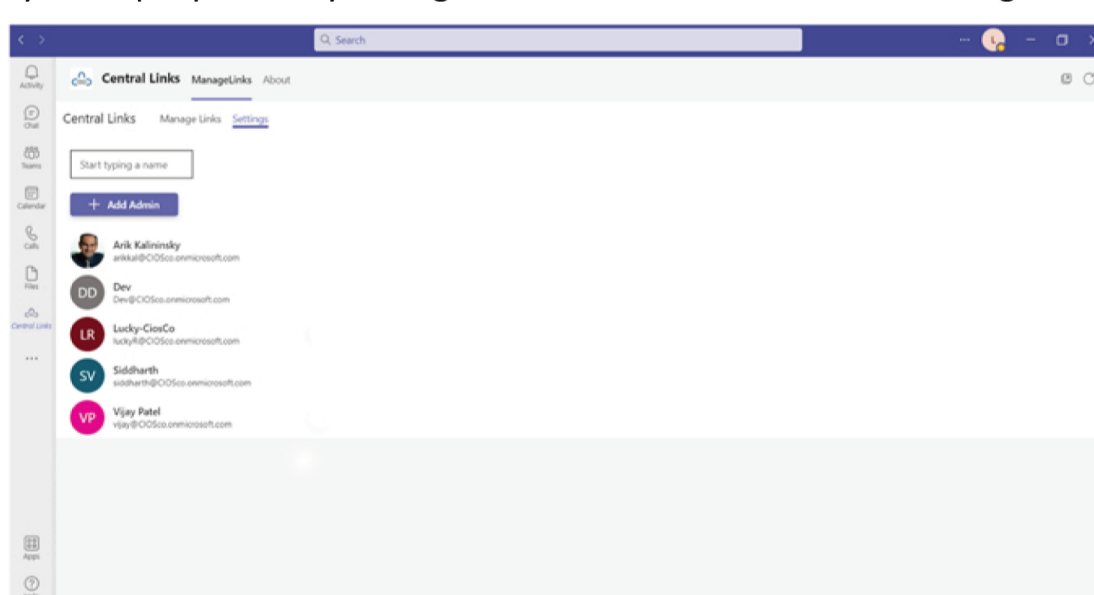 Search
L
Activity
Central Links ManageLinks About
Chat
Central Links Manage Links Settings
Teams
Start typing a name
Calendar
+ Add Admin
Calls
Arik Kalininsky
arikkal@CIOSco.onmicrosoft.com
Files
DD Dev
Dev@CIOSco.onmicrosoft.com
Central Links
LR Lucky-CiosCo
luckyR@CIOSco.onmicrosoft.com
SV Siddharth
siddharth@CIOSco.onmicrosoft.com
VP Vijay Patel
vijay@CIOSco.onmicrosoft.com
Apps